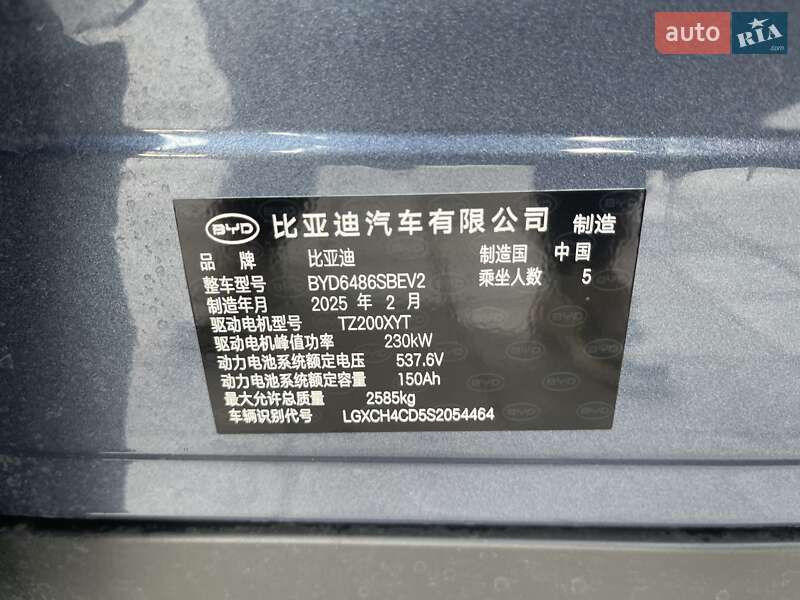 auto RIA .com
BYD 比亚迪汽车有限公司 制造
品 牌 比亚迪 制造国 中国
整车型号 BYD6486SBEV2 乘坐人数 5
制造年月 2025 年 2 月
驱动电机型号 TZ200XYT
驱动电机峰值功率 230kW
动力电池系统额定电压 537.6V
动力电池系统额定容量 150Ah
最大允许总质量 2585kg
车辆识别代号 LGXCH4CD5S2054464